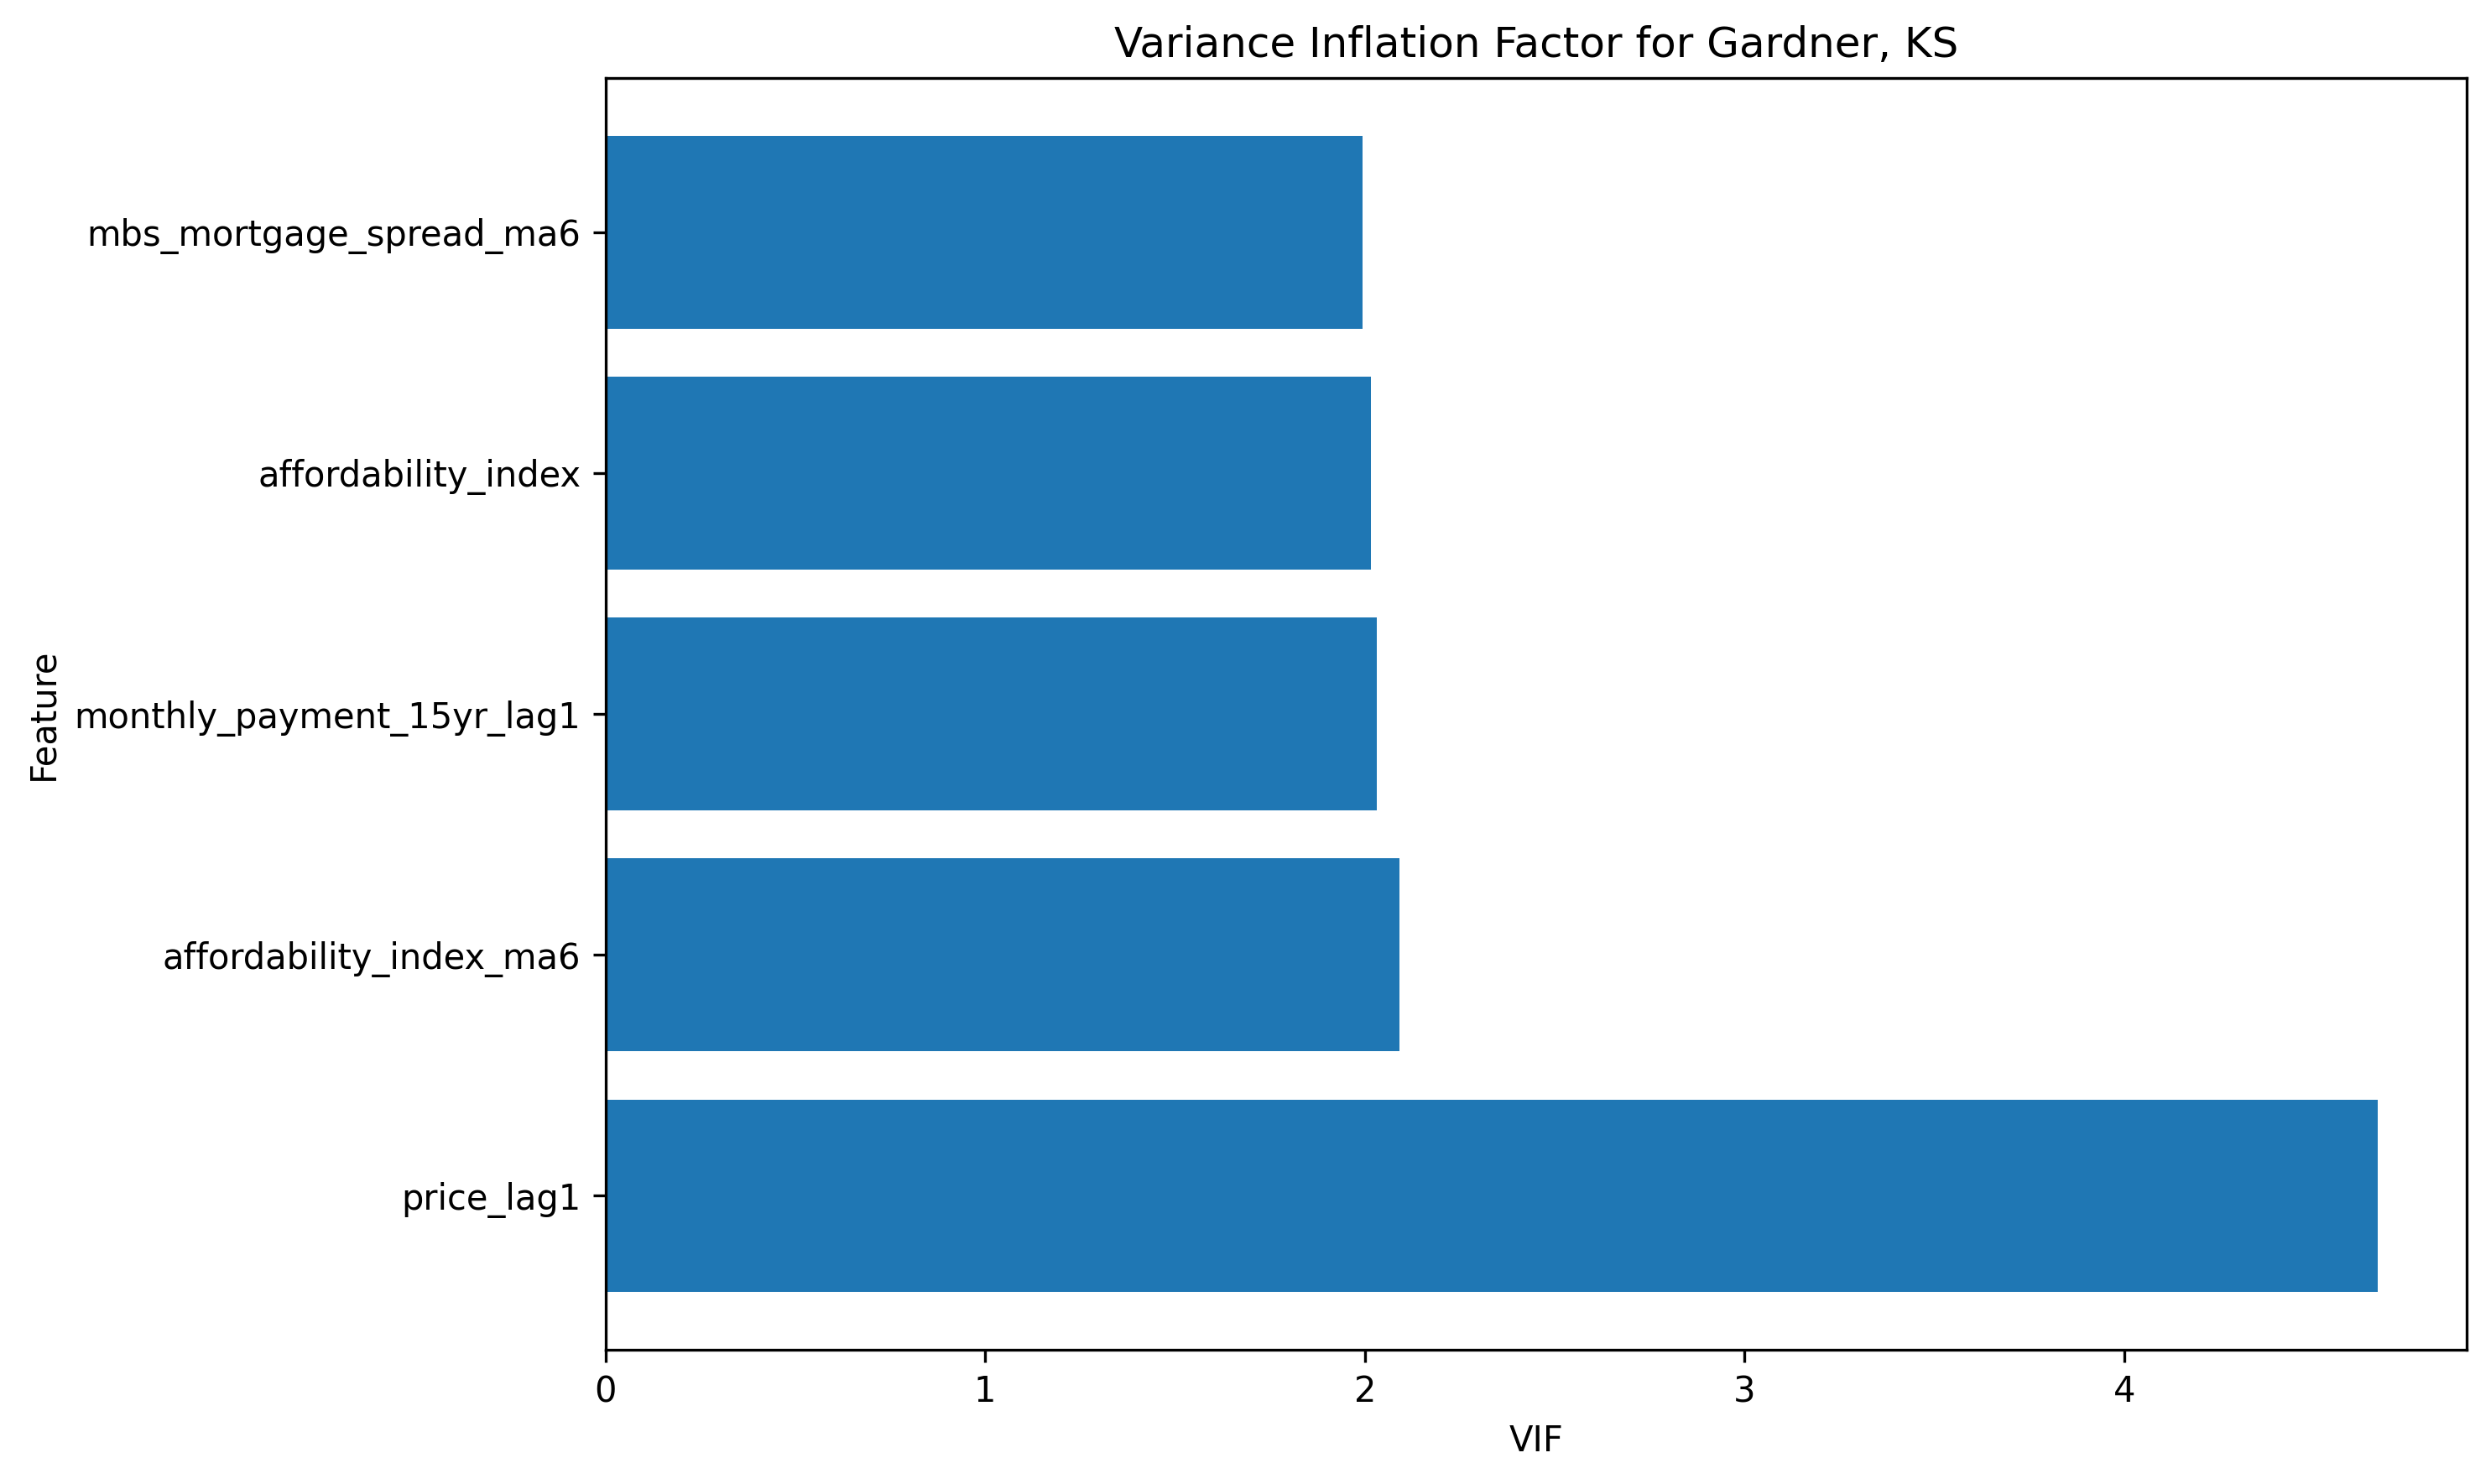 Variance Inflation Factor for Gardner, KS
mbs_mortgage_spread_ma6
affordability_index
monthly_payment_15yr_lag1
affordability_index_ma6
price_lag1
Feature
0 1 2 3 4
VIF